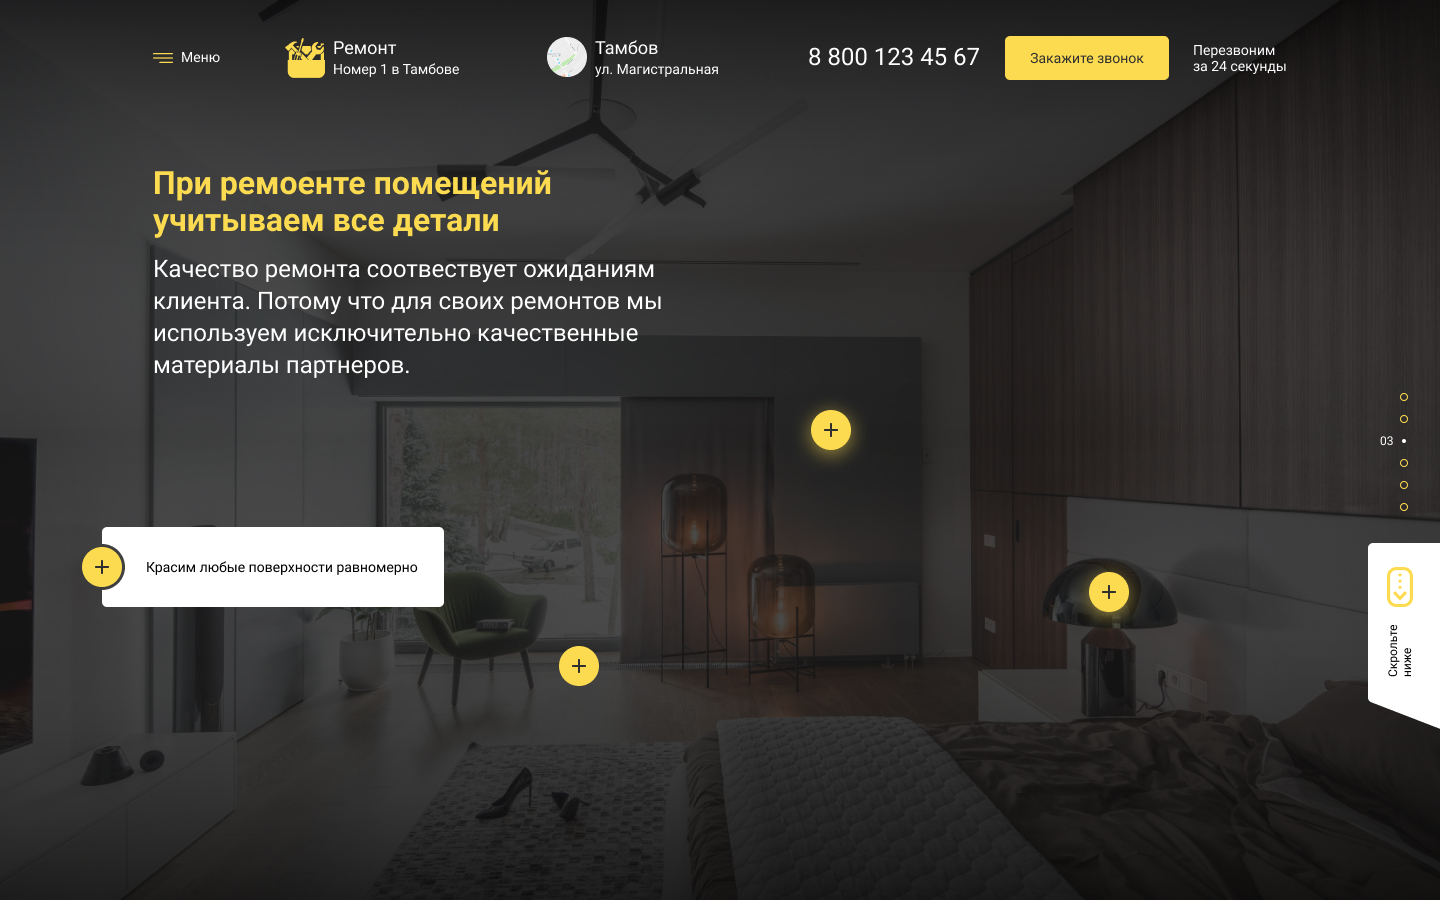 Меню
Ремонт
Номер 1 в Тамбове
Тамбов
ул. Магистральная
8 800 123 45 67
Закажите звонок
Перезвоним
за 24 секунды
При ремоенте помещений
учитываем все детали
Качество ремонта соотвествует ожиданиям
клиента. Потому что для своих ремонтов мы
используем исключительно качественные
материалы партнеров.
03
Красим любые поверхности равномерно
Скрольте
ниже